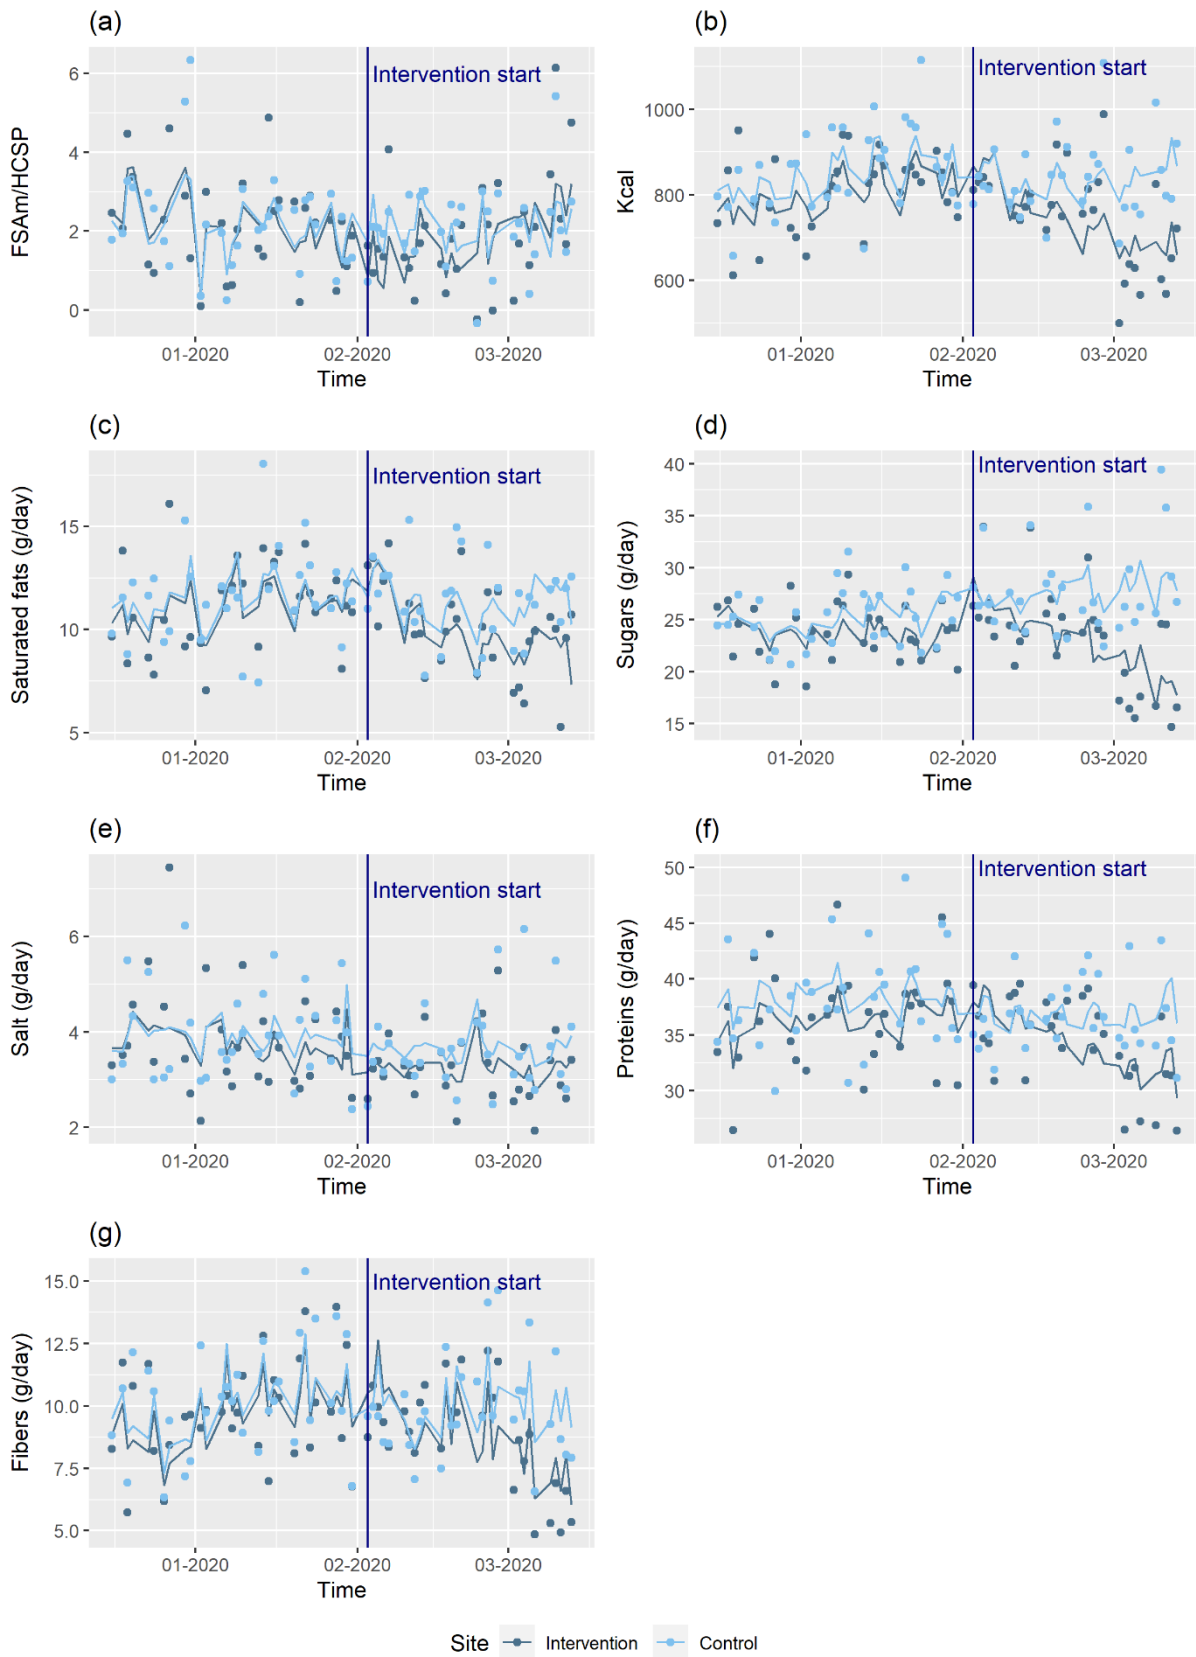 (a)
FSAm/HCSP
6
4
2
0
Intervention start
01-2020 02-2020 03-2020
Time
(b)
Kcal
1000
800
600
Intervention start
01-2020 02-2020 03-2020
Time
(c)
Saturated fats (g/day)
15
10
5
Intervention start
01-2020 02-2020 03-2020
Time
(d)
Sugars (g/day)
40
35
30
25
20
15
Intervention start
01-2020 02-2020 03-2020
Time
(e)
Salt (g/day)
6
4
2
Intervention start
01-2020 02-2020 03-2020
Time
(f)
Proteins (g/day)
50
45
40
35
30
Intervention start
01-2020 02-2020 03-2020
Time
(g)
Fibers (g/day)
15.0
12.5
10.0
7.5
5.0
Intervention start
01-2020 02-2020 03-2020
Time
Site Intervention Control